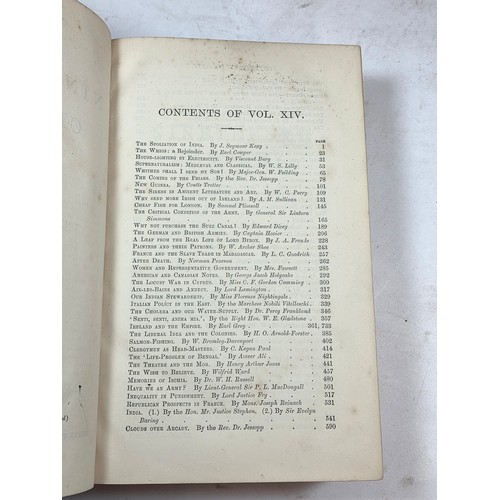 CONTENTS OF VOL. XIV.
PAGE
THE SPOLIATION OF INDIA. By J. Seymour Keay . . . 1
THE WHIGS: A REJOINDER. By Earl Cowper . . . 23
HOUSE-LIGHTING BY ELECTRICITY. By Viscount Bury . . . 31
SUPERNATURALISM: MEDIÆVAL AND CLASSICAL. By W. S. Lilly . 53
WHITHER SHALL I SEND MY SON? By Major-Gen. W. Feilding . 65
THE COMING OF THE FRIARS. By the Rev. Dr. Jessopp . . 78
NEW GUINEA. By Coutts Trotter . . . 101
THE SIRENS IN ANCIENT LITERATURE AND ART. By W. C. Perry . 109
WHY SEND MORE IRISH OUT OF IRELAND? By A. M. Sullivan . 131
CHEAP FISH FOR LONDON. By Samuel Plimsoll . . . 145
THE CRITICAL CONDITION OF THE ARMY. By General Sir Lintorn
Simmons . . . 165
WHY NOT PURCHASE THE SUEZ CANAL? By Edward Dicey . . 189
THE GERMAN AND BRITISH ARMIES. By Captain Hozier . . 206
A LEAF FROM THE REAL LIFE OF LORD BYRON. By J. A. Froude . 228
PAINTERS AND THEIR PATRONS. By W. Archer Shee . . 243
FRANCE AND THE SLAVE TRADE IN MADAGASCAR. By L. C. Goodrich . 257
AFTER DEATH. By Norman Pearson . . . 262
WOMEN AND REPRESENTATIVE GOVERNMENT. By Mrs. Fawcett . 285
AMERICAN AND CANADIAN NOTES. By George Jacob Holyoake . 292
THE LOCUST WAR IN CYPRUS. By Miss C. F. Gordon Cumming . 309
AIX-LES-BAINS AND ANNECY. By Lord Lamington . . 317
OUR INDIAN STEWARDSHIP. By Miss Florence Nightingale . . 329
ITALIAN POLICY IN THE EAST. By the Marchese Nobili Vitelleschi . 339
THE CHOLERA AND OUR WATER-SUPPLY. By Dr. Percy Frankland . 346
'SENTI, SENTI, ANIMA MIA.' By the Right Hon. W. E. Gladstone . 357
IRELAND AND THE EMPIRE. By Earl Grey . . . 361, 733
THE LIBERAL IDEA AND THE COLONIES. By H. O. Arnold-Forster . 385
SALMON-FISHING. By W. Bromley-Davenport . . . 402
CLERGYMEN AS HEAD-MASTERS. By C. Kegan Paul . . 414
THE 'LIFE-PROBLEM OF BENGAL.' By Ameer Ali . . 421
THE THEATRE AND THE MOB. By Henry Arthur Jones . . 441
THE WISH TO BELIEVE. By Wilfrid Ward . . . 457
MEMORIES OF ISCHIA. By Dr. W. H. Russell . . . 480
HAVE WE AN ARMY? By Lieut.-General Sir P. L. MacDougall . 501
INEQUALITY IN PUNISHMENT. By Lord Justice Fry . . 517
REPUBLICAN PROSPECTS IN FRANCE. By Mons. Joseph Reinach . 531
INDIA. (1.) By the Hon. Mr. Justice Stephen. (2.) By Sir Evelyn
Baring . . . 541
CLOUDS OVER ARCADY. By the Rev. Dr. Jessopp . . 590